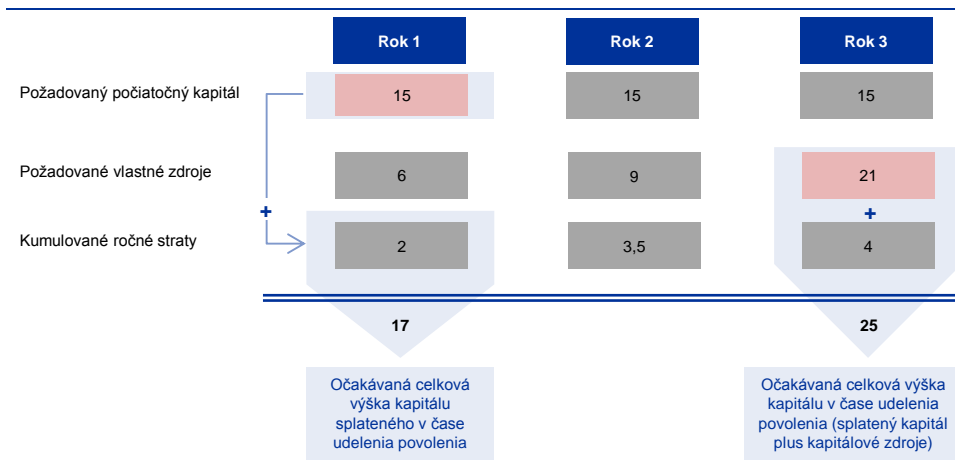 Rok 1 Rok 2 Rok 3
Požadovaný počiatočný kapitál 15 15 15
Požadované vlastné zdroje 6 9 21
+ +
Kumulované ročné straty 2 3,5 4
17 25
Očakávaná celková
výška kapitálu
splateného v čase
udelenia povolenia
Očakávaná celková výška
kapitálu v čase udelenia
povolenia (splatený kapitál
plus kapitálové zdroje)